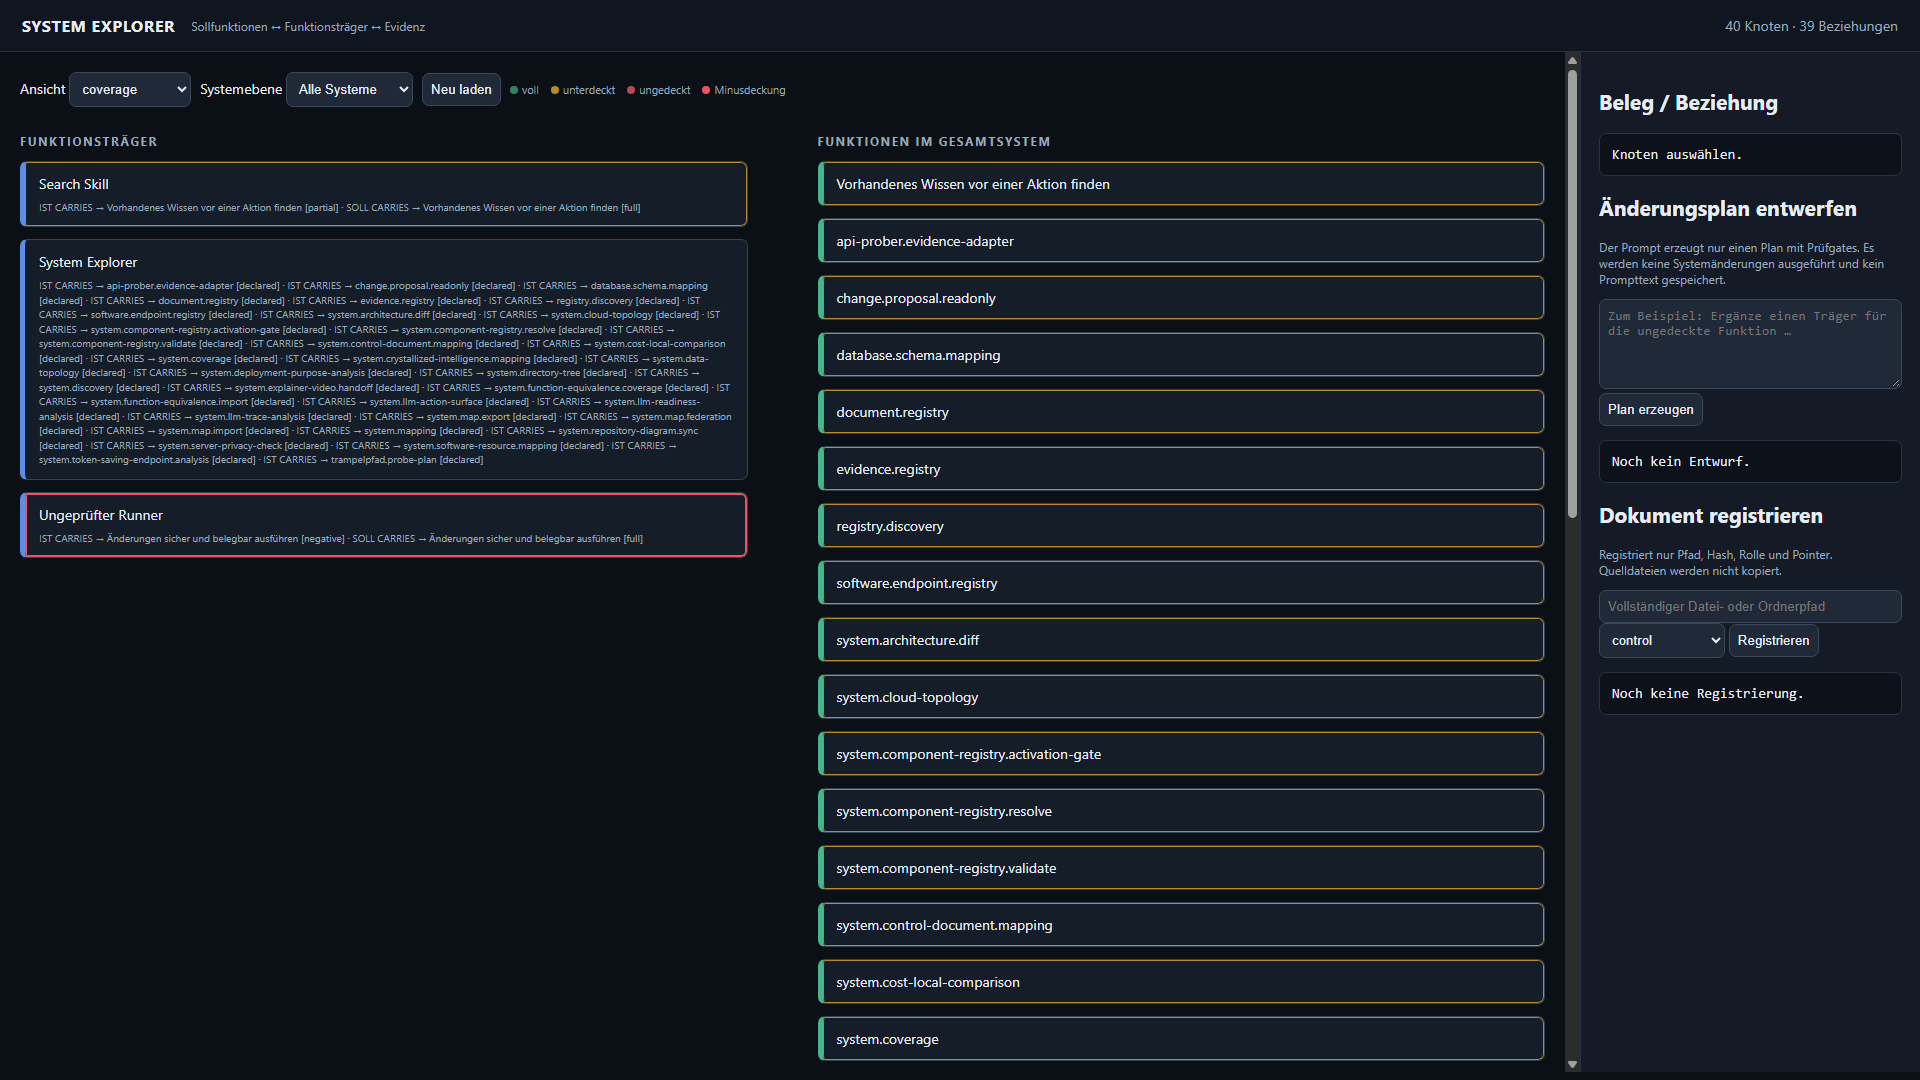 SYSTEM EXPLORER Sollfunktionen ↔ Funktionsträger ↔ Evidenz
40 Knoten · 39 Beziehungen
Ansicht coverage Systemebene Alle Systeme Neu laden voll unterdeckt ungedeckt Minusdeckung
FUNKTIONSTRÄGER
Search Skill
IST CARRIES → Vorhandenes Wissen vor einer Aktion finden [partial] · SOLL CARRIES → Vorhandenes Wissen vor einer Aktion finden [full]
System Explorer
IST CARRIES → api-prober.evidence-adapter [declared] · IST CARRIES → change.proposal.readonly [declared] · IST CARRIES → database.schema.mapping
[declared] · IST CARRIES → document.registry [declared] · IST CARRIES → evidence.registry [declared] · IST CARRIES → registry.discovery [declared] · IST
CARRIES → software.endpoint.registry [declared] · IST CARRIES → system.architecture.diff [declared] · IST CARRIES → system.cloud-topology [declared] · IST
CARRIES → system.component-registry.activation-gate [declared] · IST CARRIES → system.component-registry.resolve [declared] · IST CARRIES →
system.component-registry.validate [declared] · IST CARRIES → system.control-document.mapping [declared] · IST CARRIES → system.cost-local-comparison
[declared] · IST CARRIES → system.coverage [declared] · IST CARRIES → system.crystallized-intelligence.mapping [declared] · IST CARRIES → system.data-
topology [declared] · IST CARRIES → system.deployment-purpose-analysis [declared] · IST CARRIES → system.directory-tree [declared] · IST CARRIES →
system.discovery [declared] · IST CARRIES → system.explainer-video.handoff [declared] · IST CARRIES → system.function-equivalence.coverage [declared] · IST
CARRIES → system.function-equivalence.import [declared] · IST CARRIES → system.llm-action-surface [declared] · IST CARRIES → system.llm-readiness-
analysis [declared] · IST CARRIES → system.llm-trace-analysis [declared] · IST CARRIES → system.map.export [declared] · IST CARRIES → system.map.federation
[declared] · IST CARRIES → system.map.import [declared] · IST CARRIES → system.mapping [declared] · IST CARRIES → system.repository-diagram.sync
[declared] · IST CARRIES → system.server-privacy-check [declared] · IST CARRIES → system.software-resource.mapping [declared] · IST CARRIES →
system.token-saving-endpoint.analysis [declared] · IST CARRIES → trampelpfad.probe-plan [declared]
Ungeprüfter Runner
IST CARRIES → Änderungen sicher und belegbar ausführen [negative] · SOLL CARRIES → Änderungen sicher und belegbar ausführen [full]
FUNKTIONEN IM GESAMTSYSTEM
Vorhandenes Wissen vor einer Aktion finden
api-prober.evidence-adapter
change.proposal.readonly
database.schema.mapping
document.registry
evidence.registry
registry.discovery
software.endpoint.registry
system.architecture.diff
system.cloud-topology
system.component-registry.activation-gate
system.component-registry.resolve
system.component-registry.validate
system.control-document.mapping
system.cost-local-comparison
system.coverage
Beleg / Beziehung
Knoten auswählen.
Änderungsplan entwerfen
Der Prompt erzeugt nur einen Plan mit Prüfgates. Es
werden keine Systemänderungen ausgeführt und kein
Prompttext gespeichert.
Zum Beispiel: Ergänze einen Träger für
die ungedeckte Funktion …
Plan erzeugen
Noch kein Entwurf.
Dokument registrieren
Registriert nur Pfad, Hash, Rolle und Pointer.
Quelldateien werden nicht kopiert.
Vollständiger Datei- oder Ordnerpfad
control Registrieren
Noch keine Registrierung.